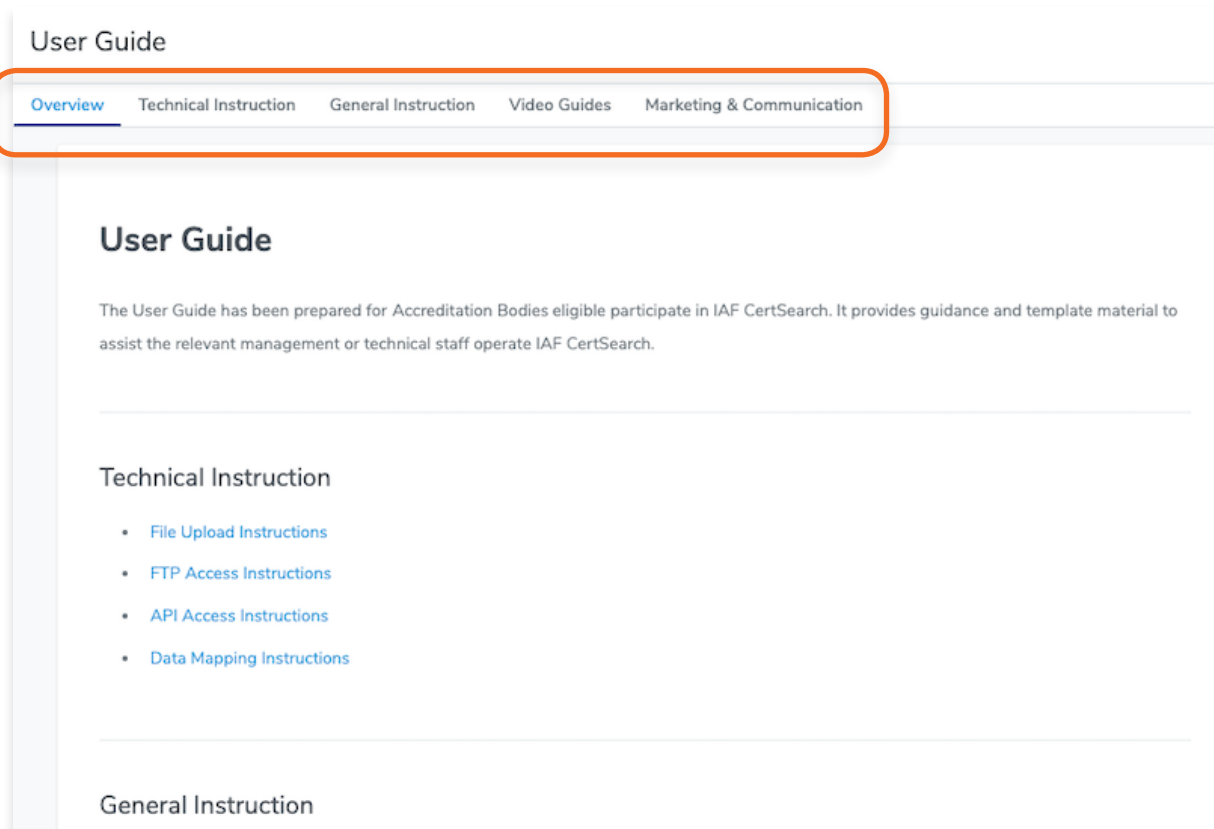 User Guide
Overview Technical Instruction General Instruction Video Guides Marketing & Communication
User Guide
The User Guide has been prepared for Accreditation Bodies eligible participate in IAF CertSearch. It provides guidance and template material to
assist the relevant management or technical staff operate IAF CertSearch.
Technical Instruction
• File Upload Instructions
• FTP Access Instructions
• API Access Instructions
• Data Mapping Instructions
General Instruction